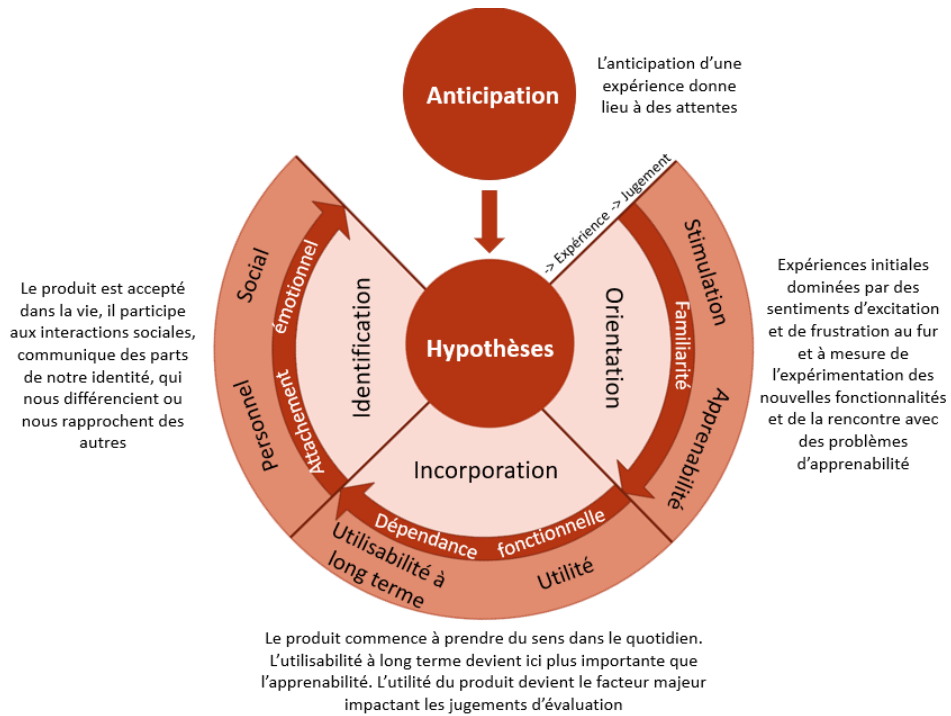 Anticipation
L’anticipation d’une
expérience donne
lieu à des attentes
-> Expérience -> Jugement
Hypothèses
Orientation
Familiarité
Stimulation
Apprenabilité
Expériences initiales
dominées par des
sentiments d’excitation
et de frustration au fur
et à mesure de
l’expérimentation des
nouvelles fonctionnalités
et de la rencontre avec
des problèmes
d’apprenabilité
Incorporation
Dépendance fonctionnelle
Utilisabilité à
long terme
Utilité
Le produit commence à prendre du sens dans le quotidien.
L’utilisabilité à long terme devient ici plus importante que
l’apprenabilité. L’utilité du produit devient le facteur majeur
impactant les jugements d’évaluation
Identification
Attachement émotionnel
Personnel
Social
Le produit est accepté
dans la vie, il participe
aux interactions sociales,
communique des parts
de notre identité, qui
nous différencient ou
nous rapprochent des
autres